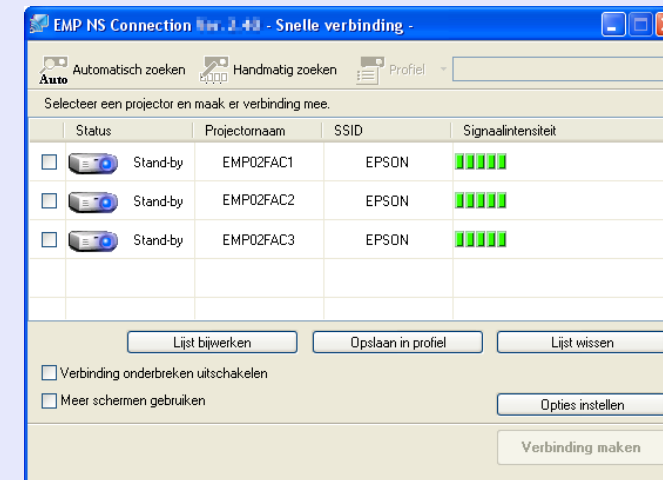 EMP NS Connection - Snelle verbinding -
Auto Automatisch zoeken Handmatig zoeken Profiel
Selecteer een projector en maak er verbinding mee.
Status Projectornaam SSID Signaalintensiteit
Stand-by EMP02FAC1 EPSON
Stand-by EMP02FAC2 EPSON
Stand-by EMP02FAC3 EPSON
Lijst bijwerken Opslaan in profiel Lijst wissen
Verbinding onderbreken uitschakelen
Meer schermen gebruiken
Opties instellen
Verbinding maken